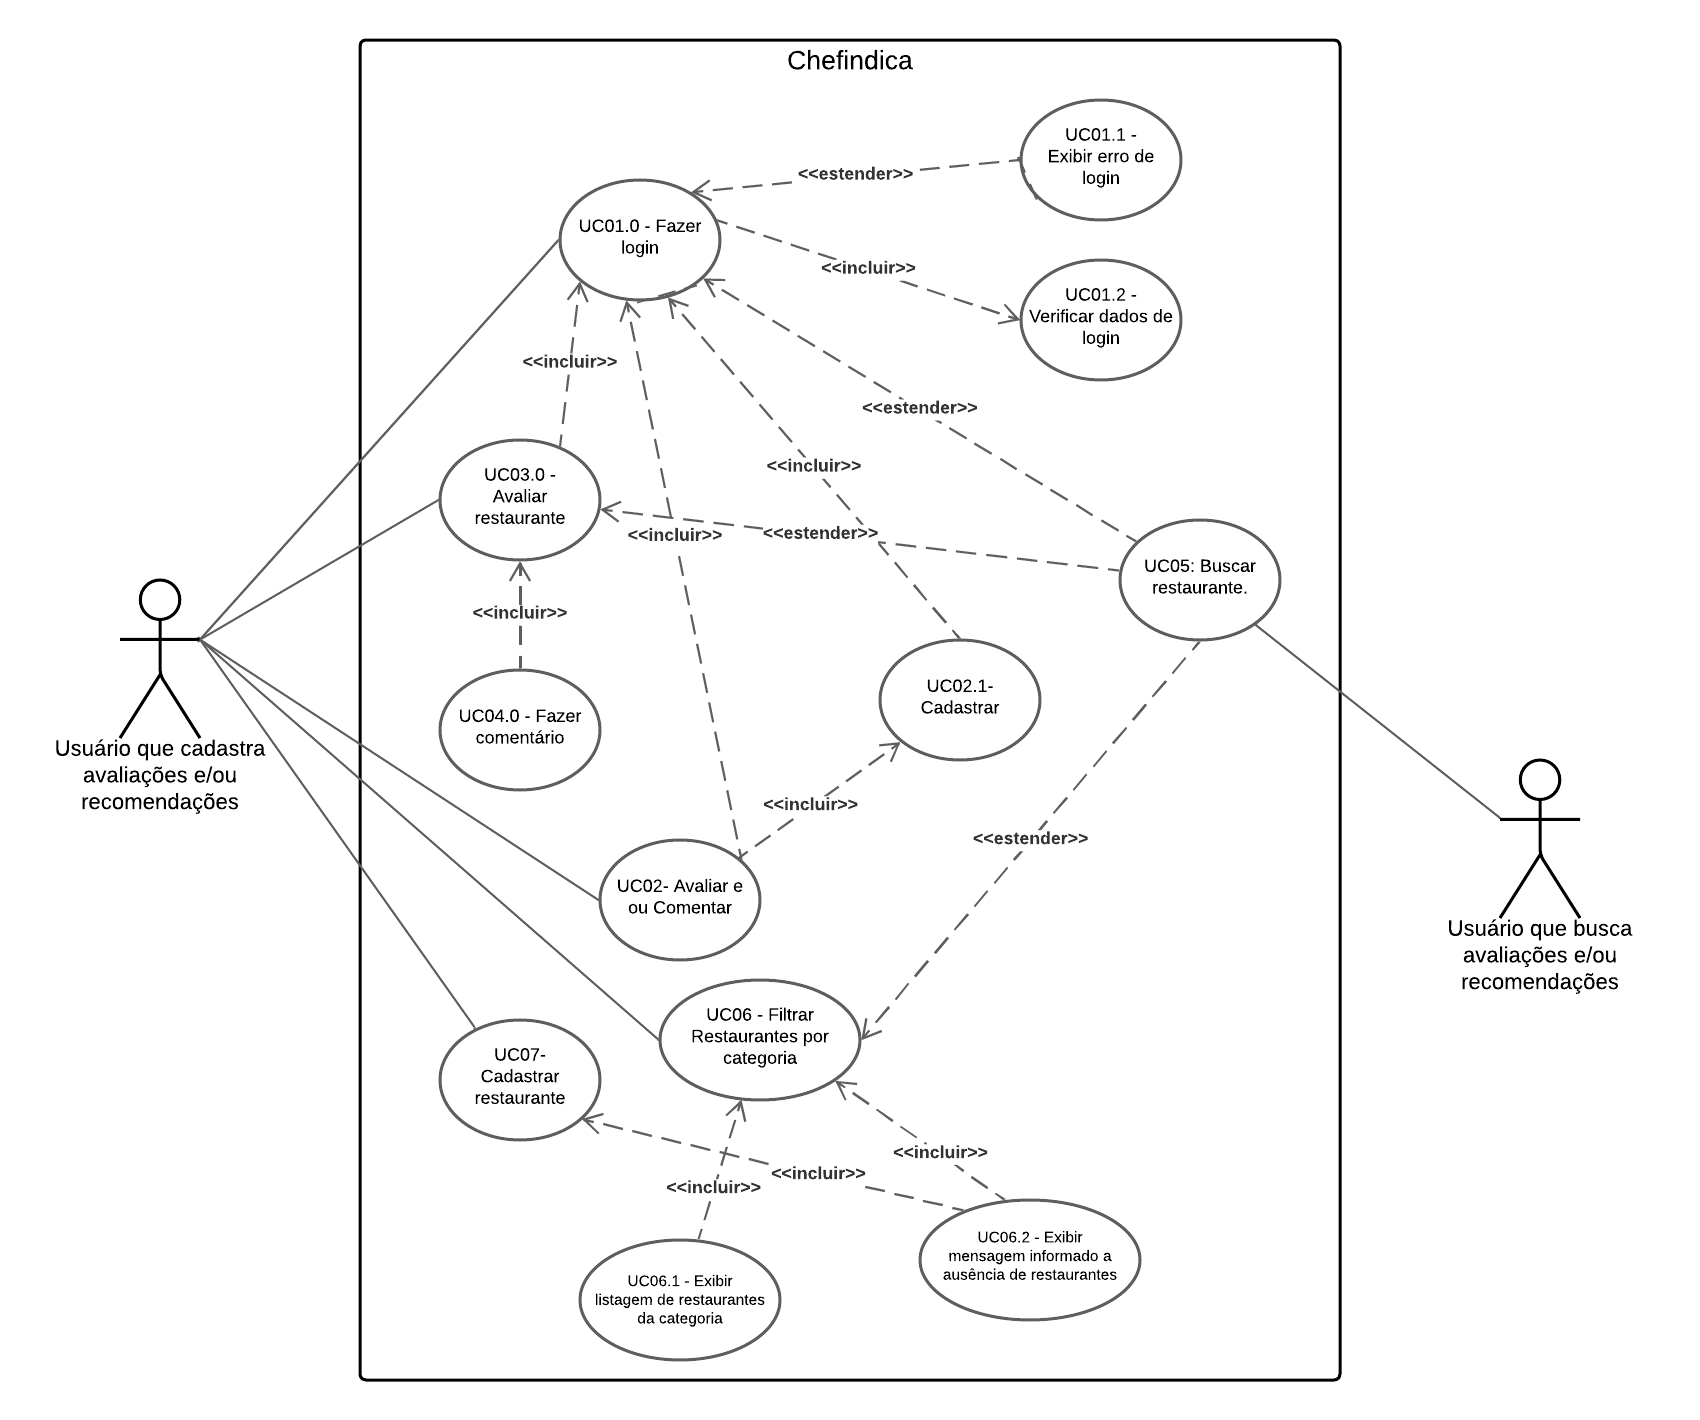 Chefindica
UC01.1 -
Exibir erro de
login
<<estender>>
UC01.0 - Fazer
login
<<incluir>>
UC01.2 -
Verificar dados de
login
<<incluir>>
<<estender>>
<<incluir>>
UC03.0 -
Avaliar
restaurante
<<incluir>>
<<estender>>
UC05: Buscar
restaurante.
<<incluir>>
UC04.0 - Fazer
comentário
UC02.1-
Cadastrar
Usuário que cadastra
avaliações e/ou
recomendações
<<incluir>>
<<estender>>
UC02- Avaliar e
ou Comentar
Usuário que busca
avaliações e/ou
recomendações
UC06 - Filtrar
Restaurantes por
categoria
UC07-
Cadastrar
restaurante
<<incluir>>
<<incluir>>
<<incluir>>
UC06.2 - Exibir
mensagem informado a
ausência de restaurantes
UC06.1 - Exibir
listagem de restaurantes
da categoria